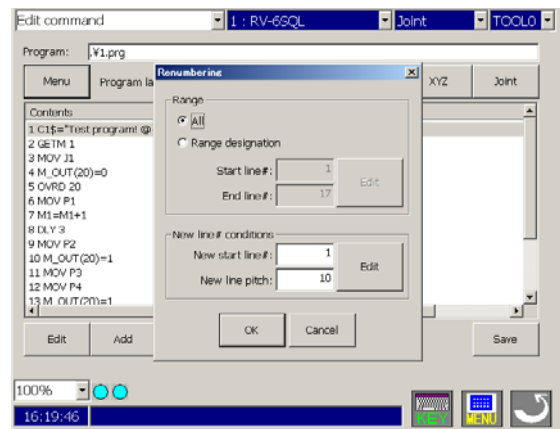 Edit command 1 : RV-6SQL Joint TOOL0
Program: .¥1.prg
Menu Program la XYZ Joint
Renumbering
Contents
1 C1$="Test program! @
2 GETM 1
3 MOV J1
4 M_OUT(20)=0
5 OVRD 20
6 MOV P1
7 M1=M1+1
8 DLY 3
9 MOV P2
10 M_OUT(20)=1
11 MOV P3
12 MOV P4
13 M_OUT(20)=1
Range
All
Range designation
Start line#: 1
End line#: 17
Edit
New line# conditions
New start line#: 1
New line pitch: 10
Edit
OK Cancel
Edit Add Save
100%
16:19:46
KEY MENU